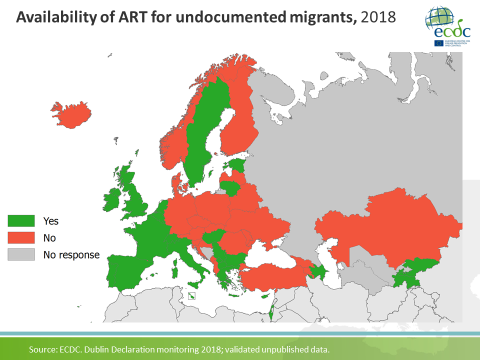 Availability of ART for undocumented migrants, 2018
ecdc
Yes
No
No response
Source: ECDC. Dublin Declaration monitoring 2018; validated unpublished data.